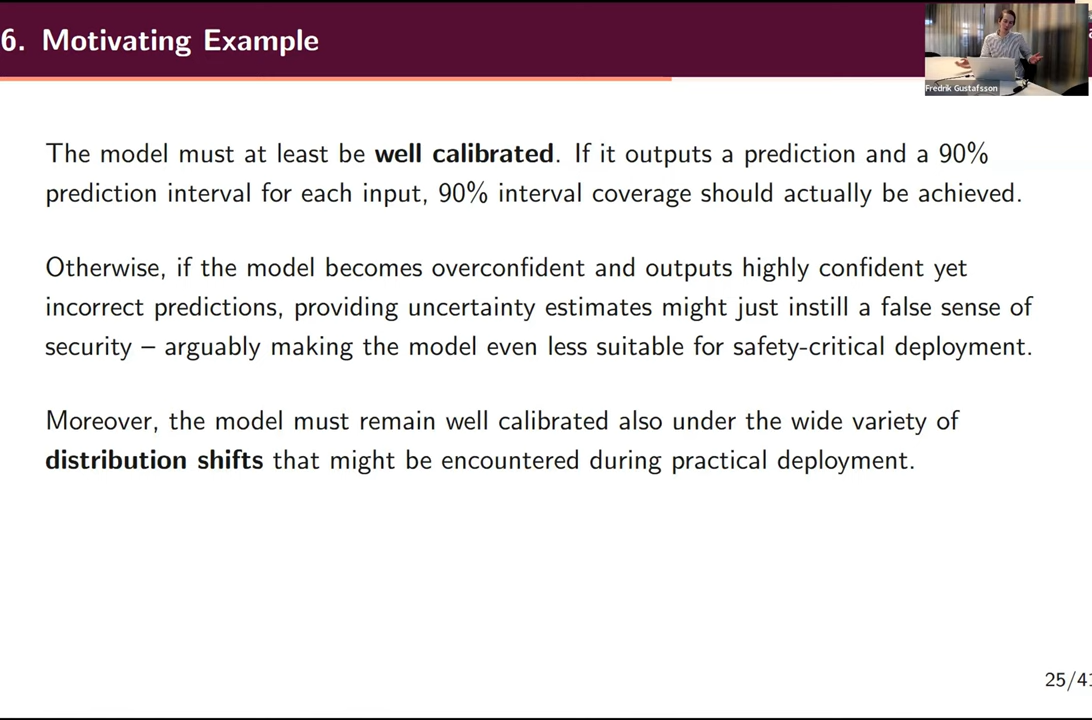 6. Motivating Example
Fredrik Gustafsson
The model must at least be well calibrated. If it outputs a prediction and a 90%
prediction interval for each input, 90% interval coverage should actually be achieved.
Otherwise, if the model becomes overconfident and outputs highly confident yet
incorrect predictions, providing uncertainty estimates might just instill a false sense of
security – arguably making the model even less suitable for safety-critical deployment.
Moreover, the model must remain well calibrated also under the wide variety of
distribution shifts that might be encountered during practical deployment.
25/41